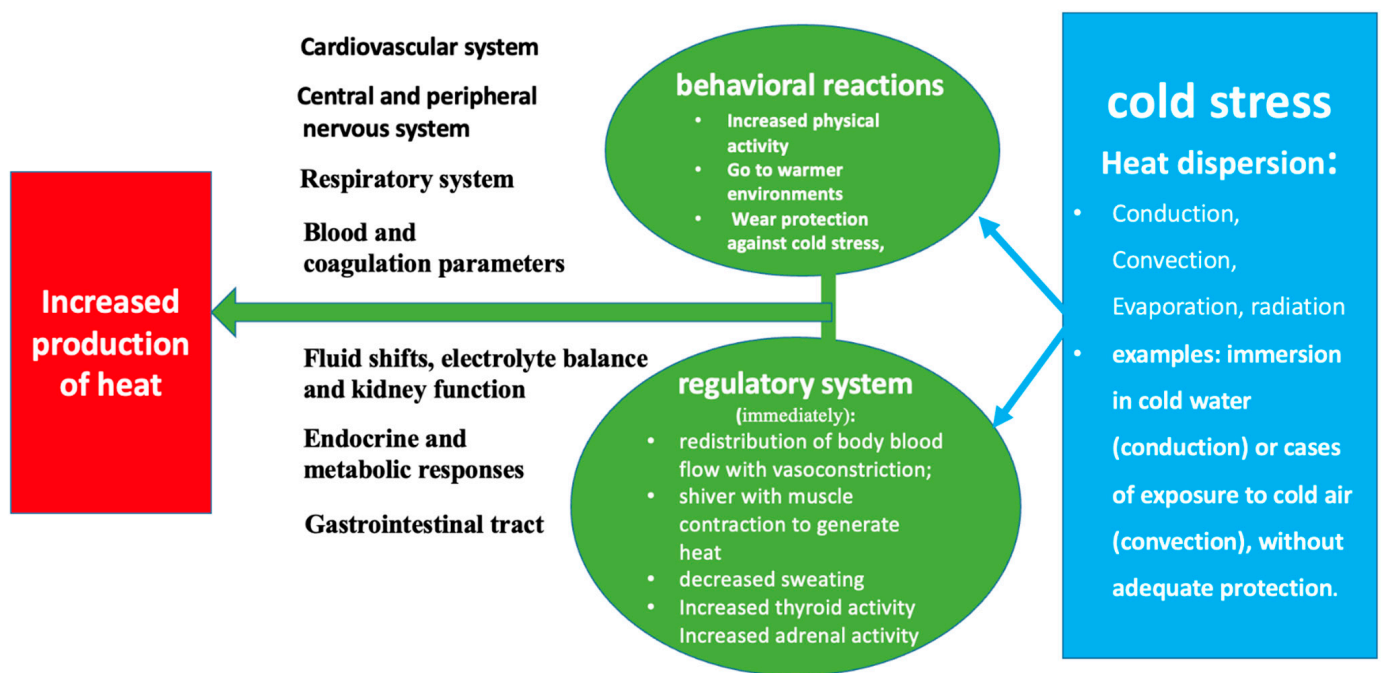 Increased
production
of heat
Cardiovascular system
Central and peripheral
nervous system
Respiratory system
Blood and
coagulation parameters
Fluid shifts, electrolyte balance
and kidney function
Endocrine and
metabolic responses
Gastrointestinal tract
behavioral reactions
• Increased physical
activity
• Go to warmer
environments
• Wear protection
against cold stress,
regulatory system
(immediately):
• redistribution of body blood
flow with vasoconstriction;
• shiver with muscle
contraction to generate
heat
• decreased sweating
• Increased thyroid activity
Increased adrenal activity
cold stress
Heat dispersion:
• Conduction,
Convection,
Evaporation, radiation
• examples: immersion
in cold water
(conduction) or cases
of exposure to cold air
(convection), without
adequate protection.